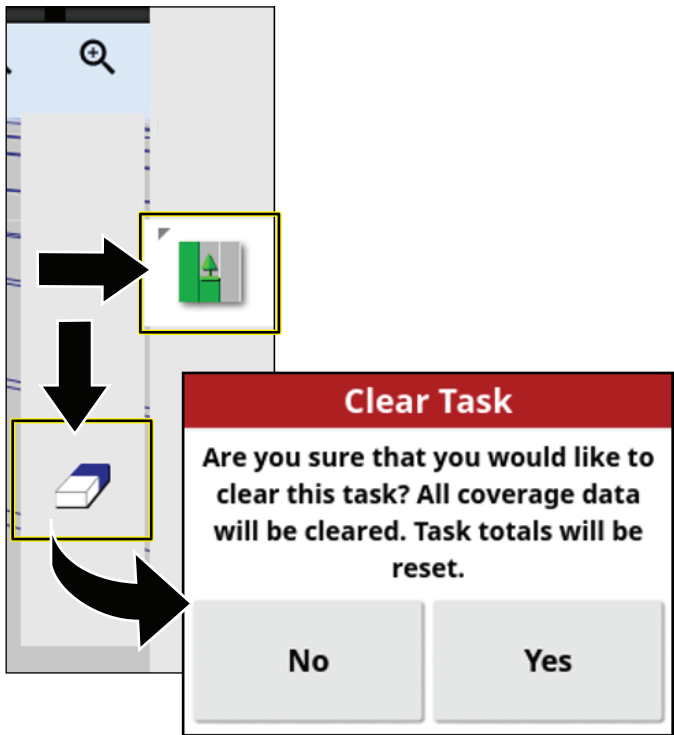 Clear Task
Are you sure that you would like to
clear this task? All coverage data
will be cleared. Task totals will be
reset.
No
Yes